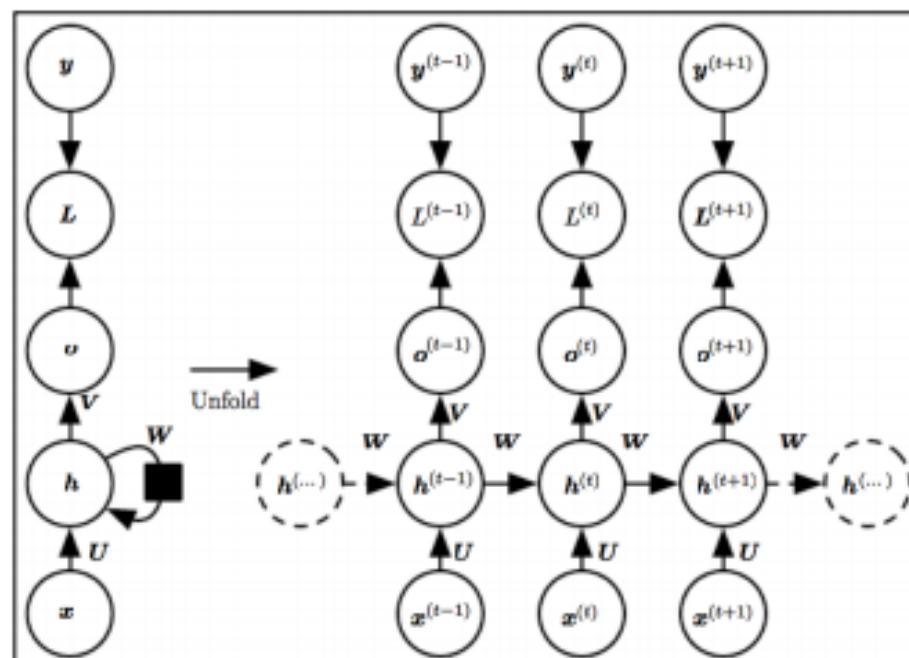 y y(t−1) y(t) y(t+1)
L L(t−1) L(t) L(t+1)
o o(t−1) o(t) o(t+1)
Unfold
V V V V
W W W W W
h h(...) h(t−1) h(t) h(t+1) h(...)
U U U U
x x(t−1) x(t) x(t+1)